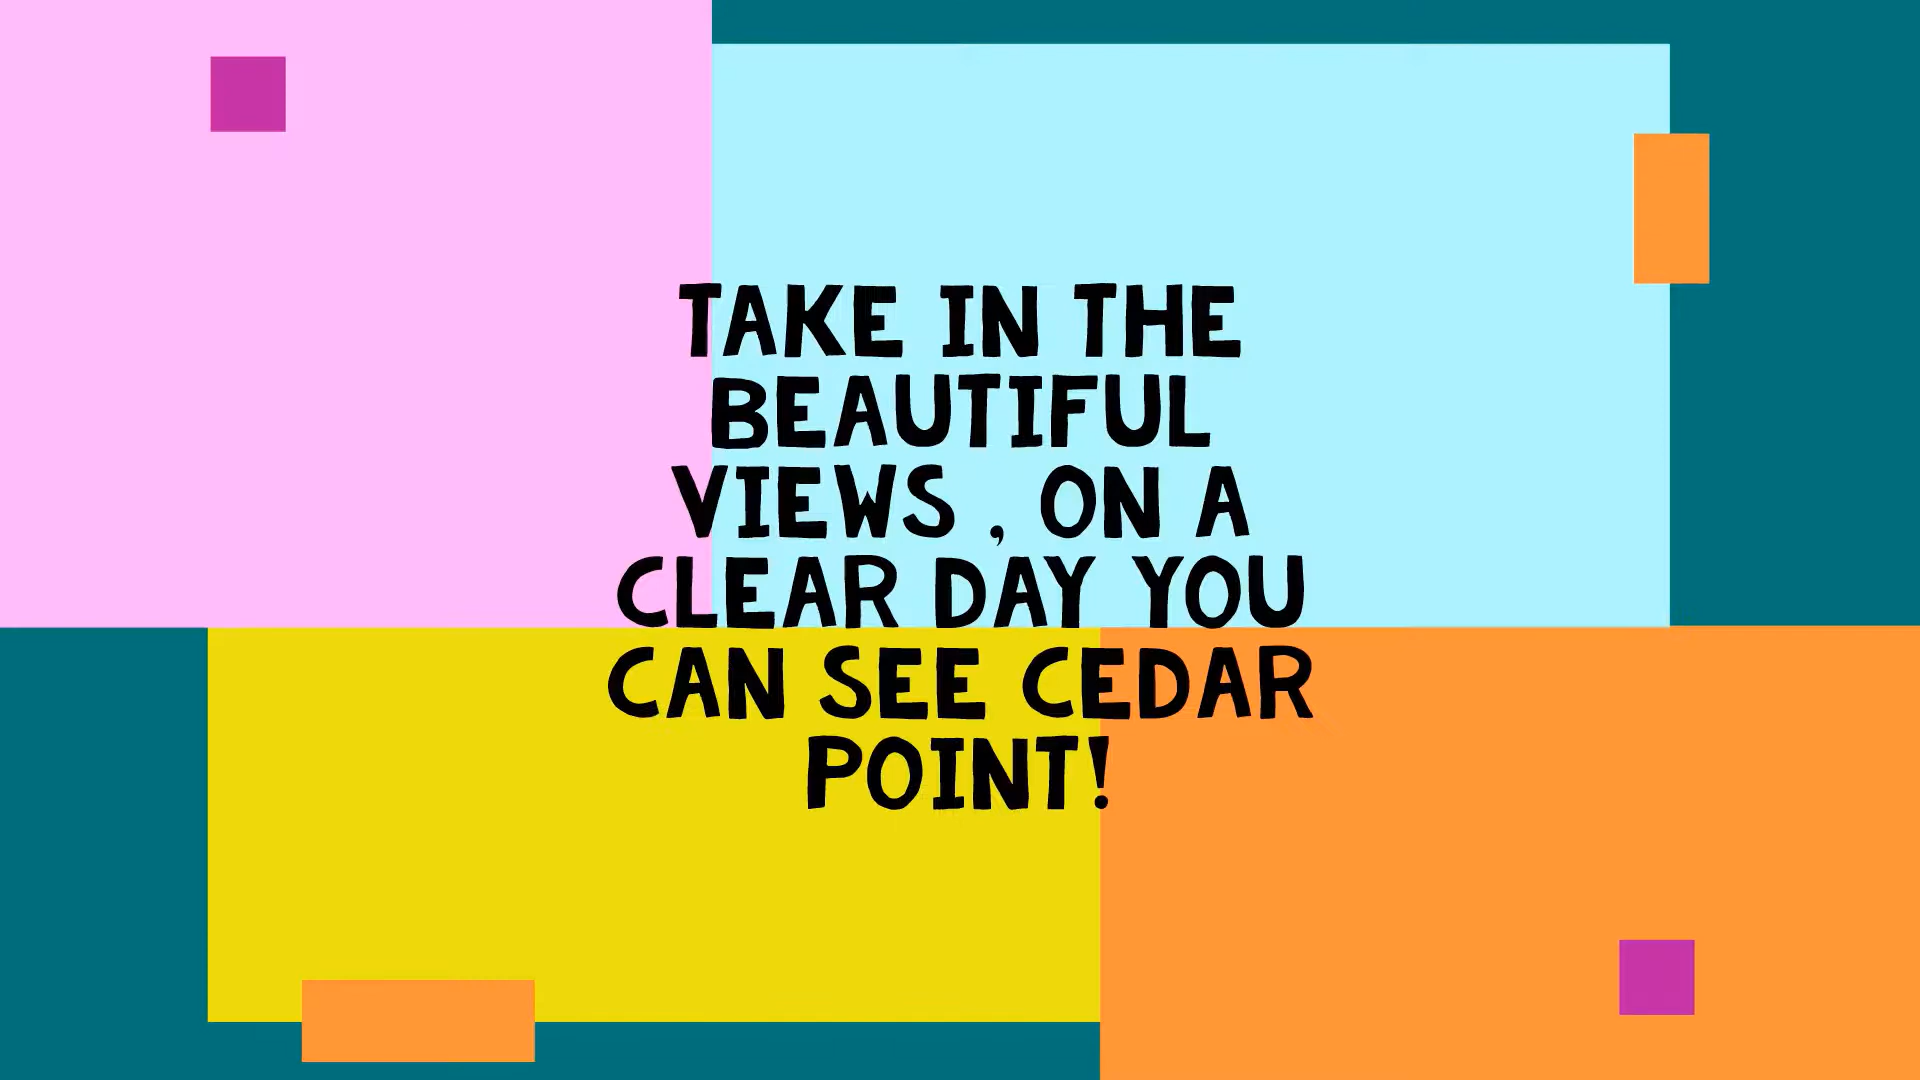 TAKE IN THE
BEAUTIFUL
VIEWS , ON A
CLEAR DAY YOU
CAN SEE CEDAR
POINT!